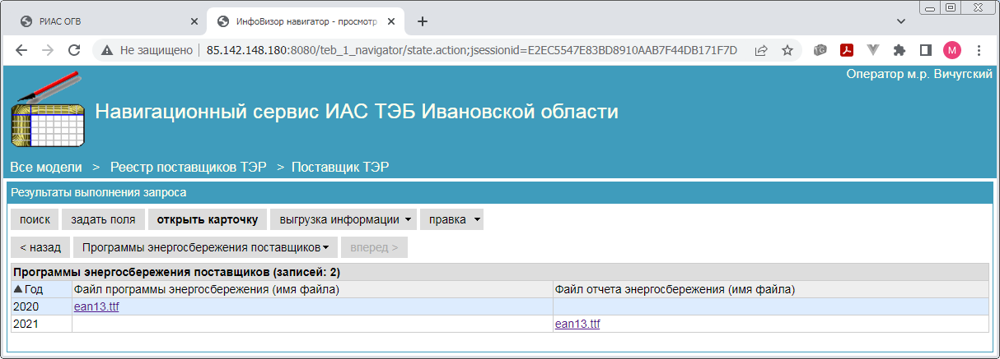 РИАС ОГВ
ИнфоВизор навигатор - просмотр
Не защищено | 85.142.148.180:8080/teb_1_navigator/state.action;jsessionid=E2EC5547E83BD8910AAB7F44DB171F7D
M
Оператор м.р. Вичугский
Навигационный сервис ИАС ТЭБ Ивановской области
Все модели > Реестр поставщиков ТЭР > Поставщик ТЭР
Результаты выполнения запроса
поиск задать поля открыть карточку выгрузка информации правка
< назад Программы энергосбережения поставщиков вперед >
Программы энергосбережения поставщиков (записей: 2)
Год Файл программы энергосбережения (имя файла) Файл отчета энергосбережения (имя файла)
2020 ean13.ttf
2021 ean13.ttf